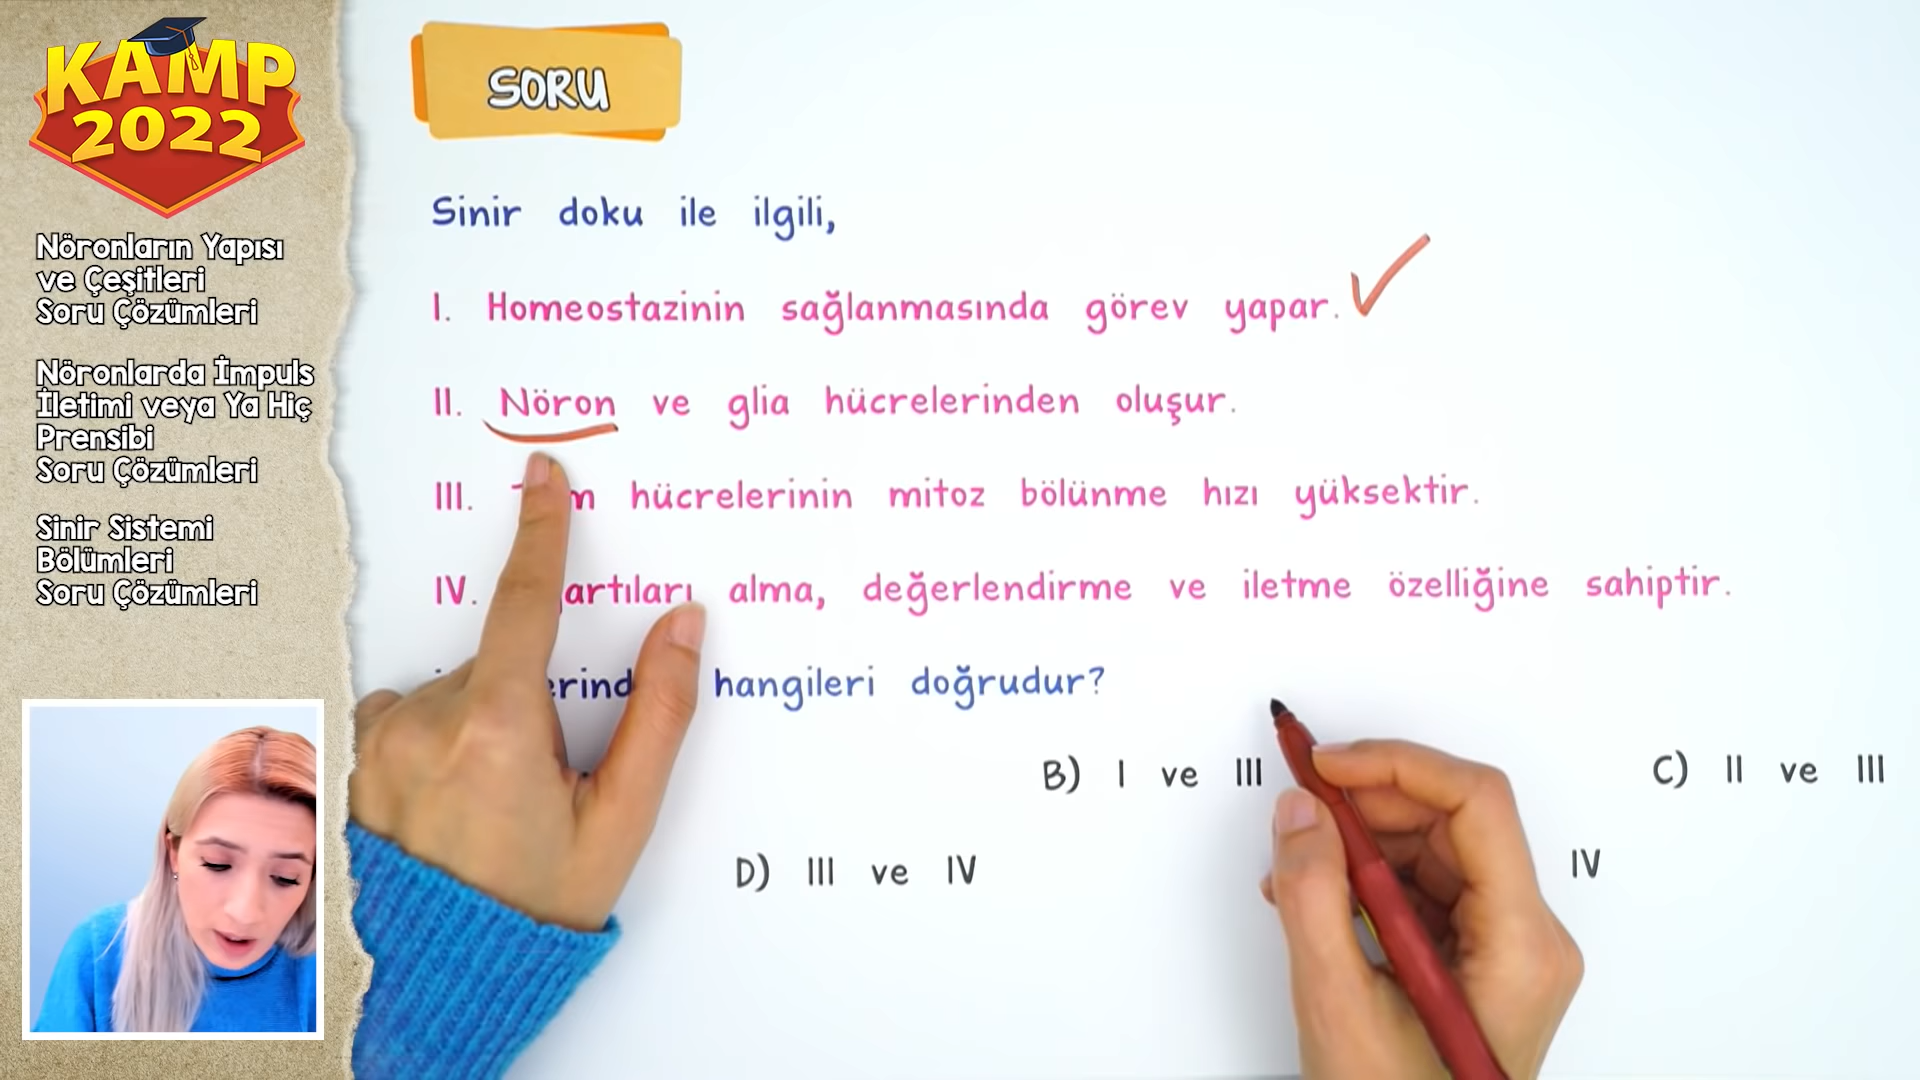 KAMP
2022
Nöronların Yapısı
ve Çeşitleri
Soru Çözümleri
Nöronlarda İmpuls
İletimi veya Ya Hiç
Prensibi
Soru Çözümleri
Sinir Sistemi
Bölümleri
Soru Çözümleri
SORU
Sinir doku ile ilgili,
I. Homeostazinin sağlanmasında görev yapar.
II. Nöron ve glia hücrelerinden oluşur.
III. hücrelerinin mitoz bölünme hızı yüksektir.
IV. alma, değerlendirme ve iletme özelliğine sahiptir.
hangileri doğrudur?
B) I ve III
C) II ve III
D) III ve IV
IV